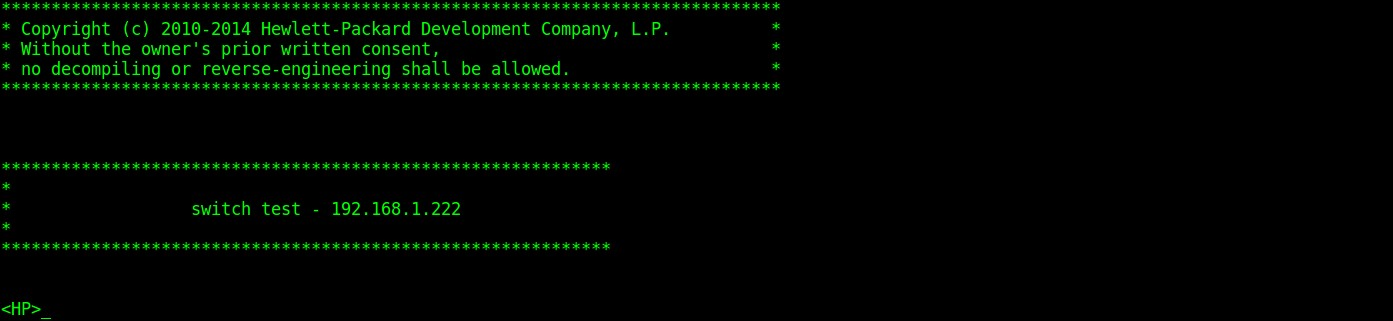 ******************************************************************************
* Copyright (c) 2010-2014 Hewlett-Packard Development Company, L.P.          *
* Without the owner's prior written consent,                                 *
* no decompiling or reverse-engineering shall be allowed.                    *
******************************************************************************
*************************************************************
*
*                  switch test - 192.168.1.222
*
*************************************************************
<HP>_